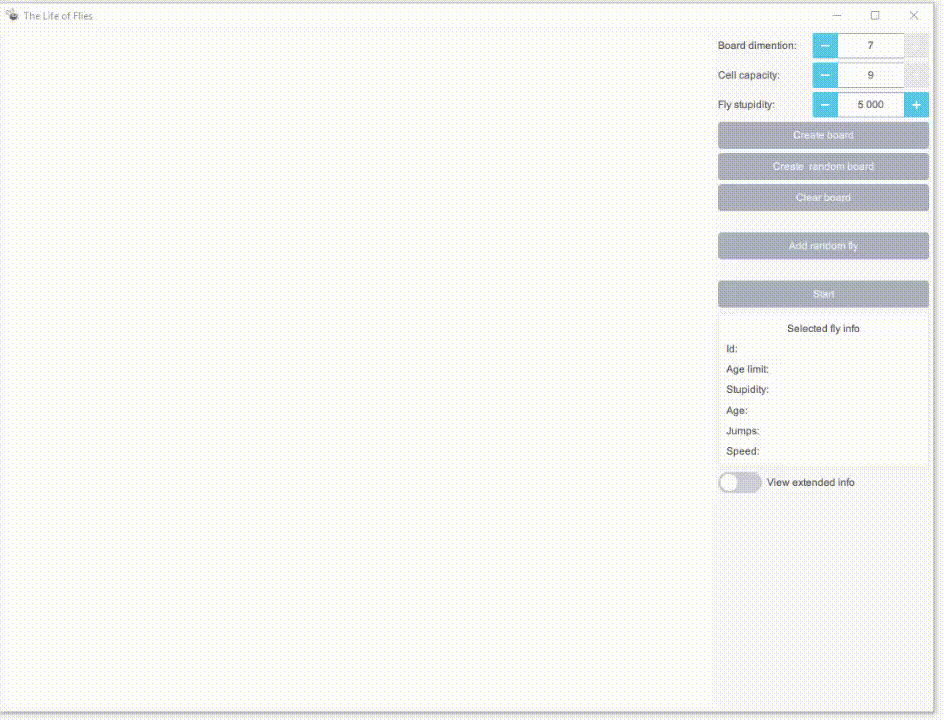 The Life of Flies
Board dimention: − 7
Cell capacity: − 9
Fly stupidity: − 5 000 +
Create board
Create random board
Clear board
Add random fly
Start
Selected fly info
Id:
Age limit:
Stupidity:
Age:
Jumps:
Speed:
View extended info